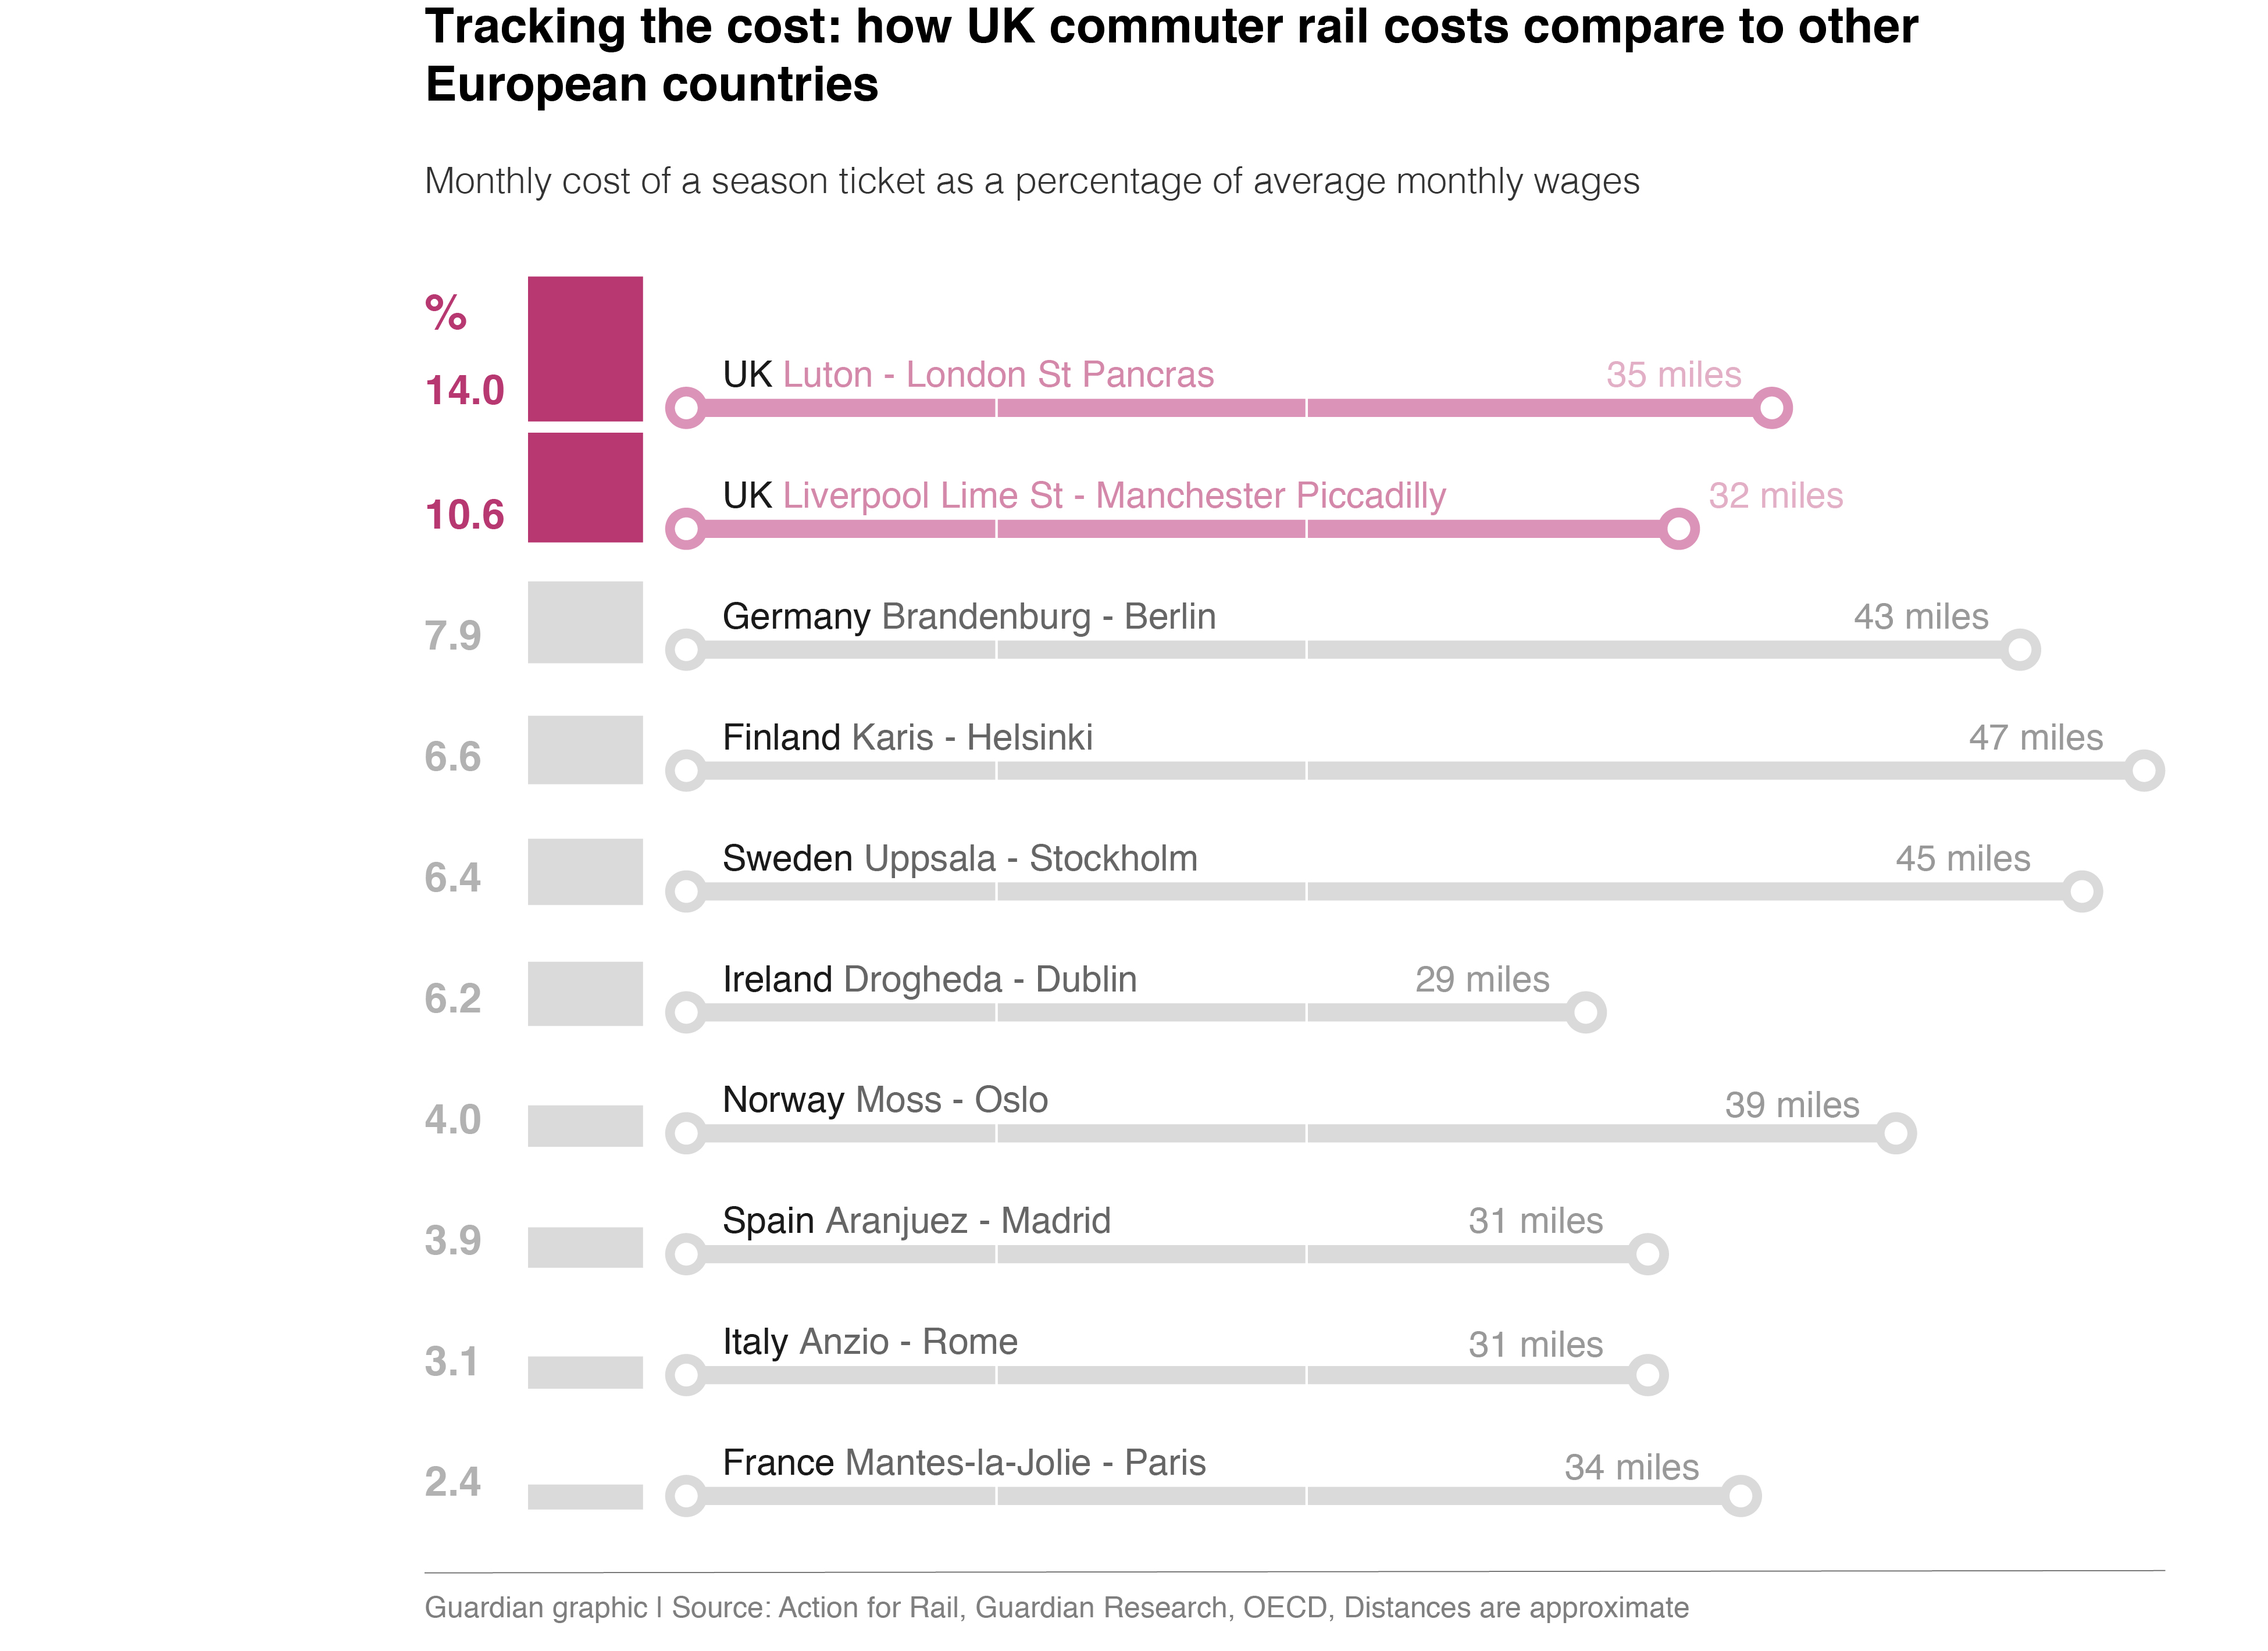 Tracking the cost: how UK commuter rail costs compare to other
European countries
Monthly cost of a season ticket as a percentage of average monthly wages
%
14.0 UK Luton - London St Pancras 35 miles
10.6 UK Liverpool Lime St - Manchester Piccadilly 32 miles
7.9 Germany Brandenburg - Berlin 43 miles
6.6 Finland Karis - Helsinki 47 miles
6.4 Sweden Uppsala - Stockholm 45 miles
6.2 Ireland Drogheda - Dublin 29 miles
4.0 Norway Moss - Oslo 39 miles
3.9 Spain Aranjuez - Madrid 31 miles
3.1 Italy Anzio - Rome 31 miles
2.4 France Mantes-la-Jolie - Paris 34 miles
Guardian graphic | Source: Action for Rail, Guardian Research, OECD, Distances are approximate